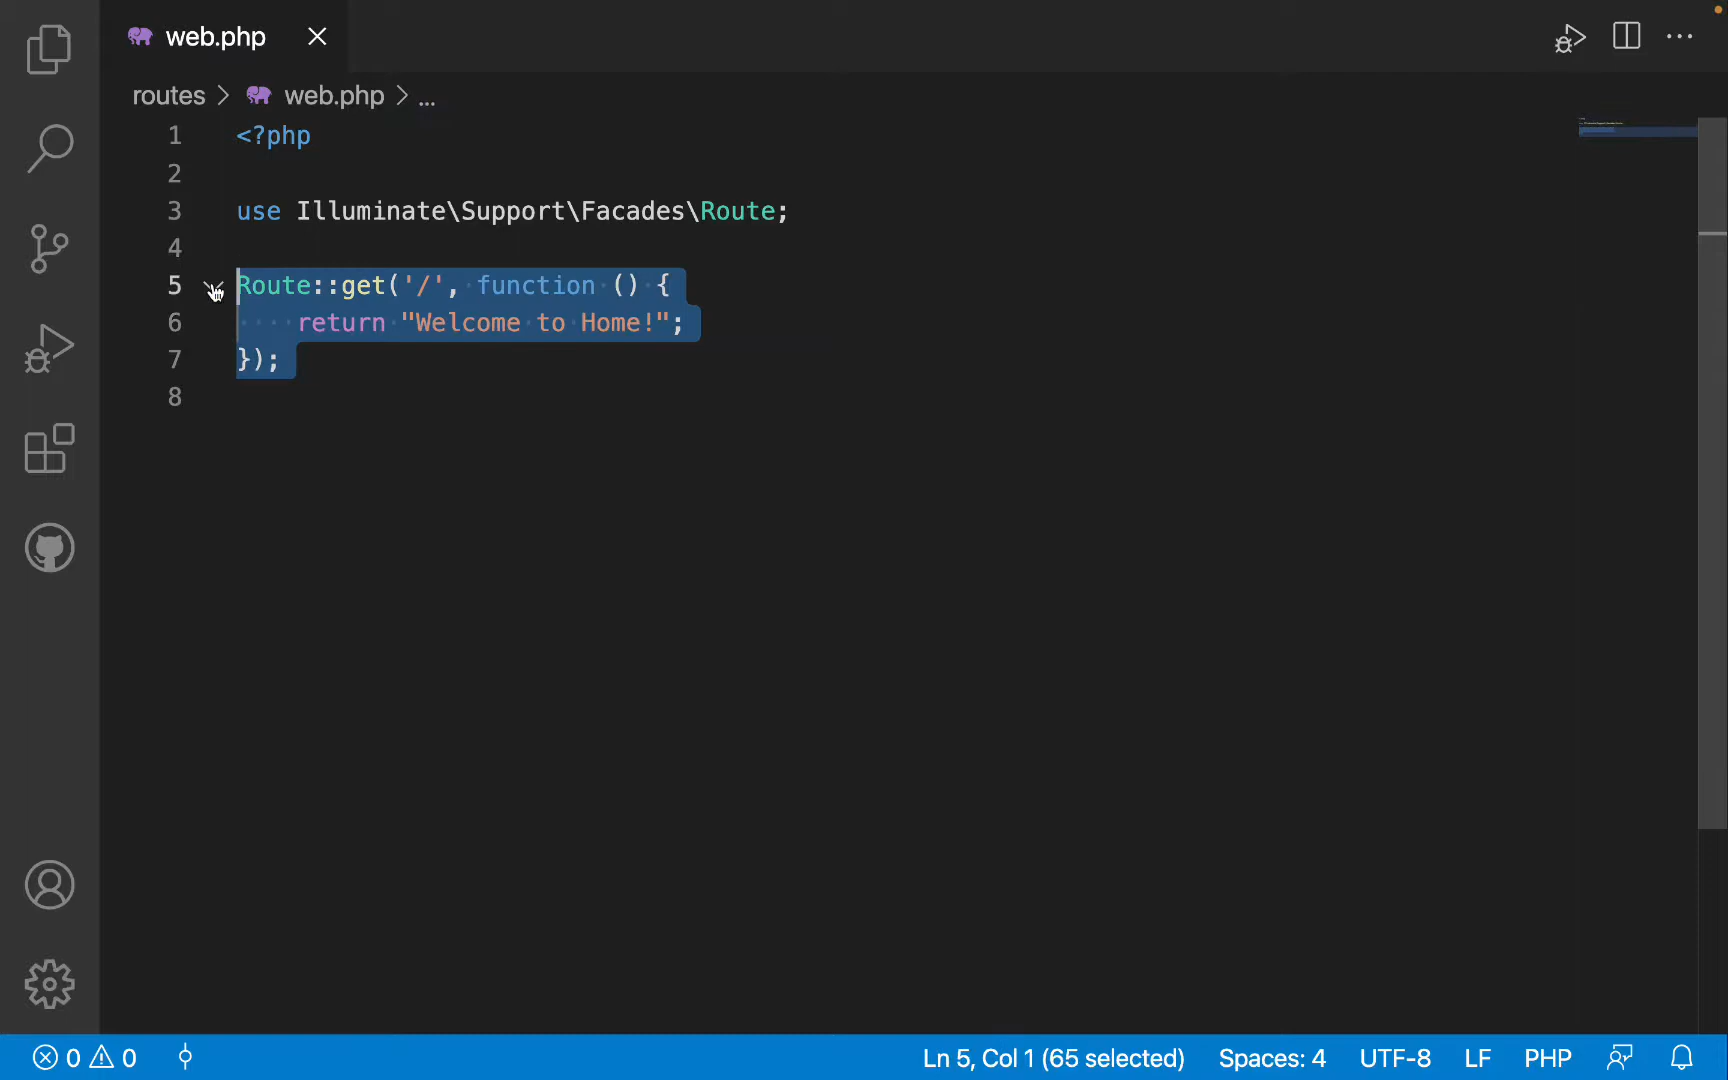 web.php
routes > web.php > ...
1 <?php
2
3 use Illuminate\Support\Facades\Route;
4
5 Route::get('/', function () {
6     return "Welcome to Home!";
7 });
8
0 0 Ln 5, Col 1 (65 selected) Spaces: 4 UTF-8 LF PHP